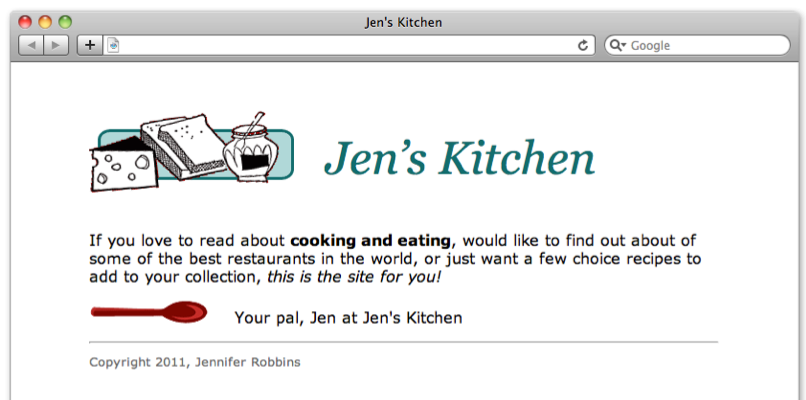 Jen's Kitchen
Google
Jen’s Kitchen
If you love to read about cooking and eating, would like to find out about of
some of the best restaurants in the world, or just want a few choice recipes to
add to your collection, this is the site for you!
Your pal, Jen at Jen's Kitchen
Copyright 2011, Jennifer Robbins